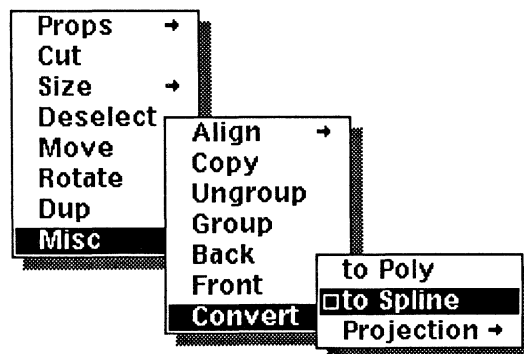 Props →
Cut
Size →
Deselect
Move
Rotate
Dup
Misc
Align →
Copy
Ungroup
Group
Back
Front
Convert
to Poly
to Spline
Projection →